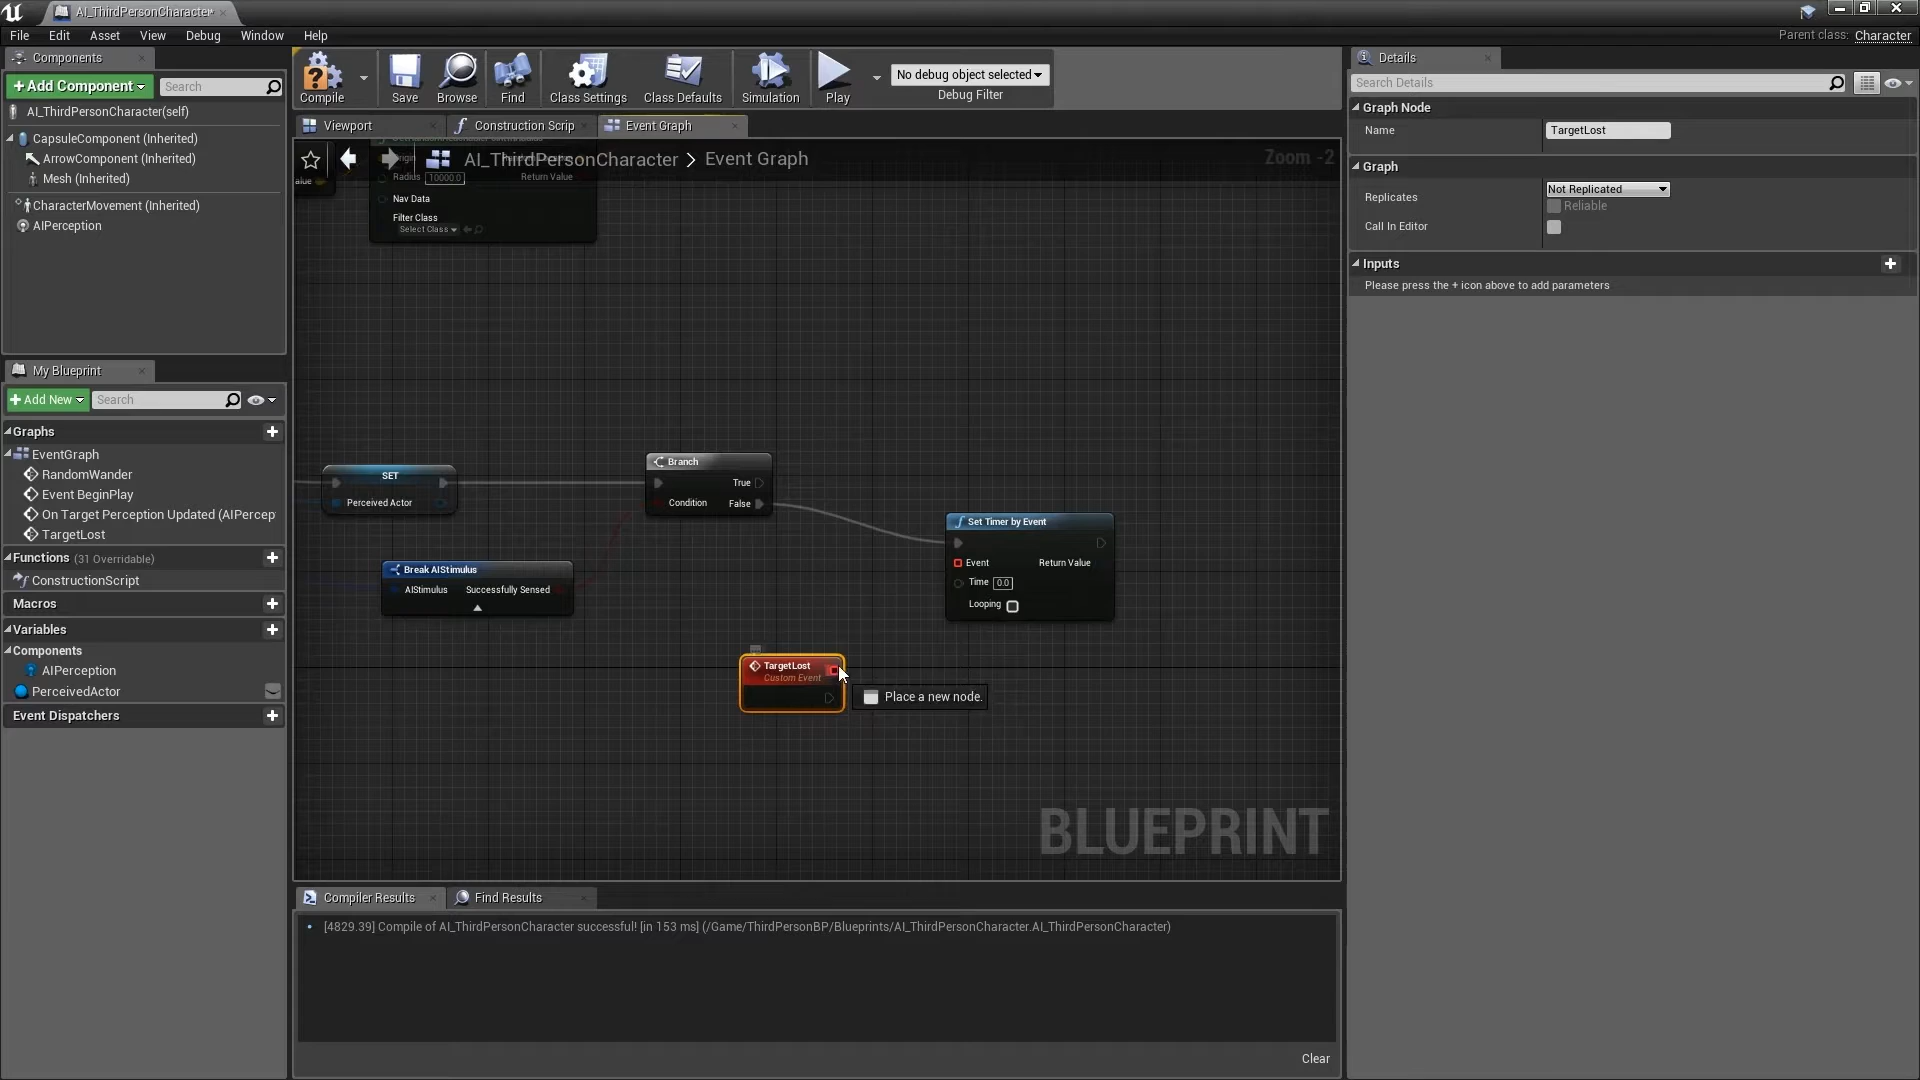 AI_ThirdPersonCharacter*
File Edit Asset View Debug Window Help
Parent class: Character
Components
+Add Component
Search
AI_ThirdPersonCharacter(self)
CapsuleComponent (Inherited)
ArrowComponent (Inherited)
Mesh (Inherited)
CharacterMovement (Inherited)
AIPerception
My Blueprint
+Add New
Search
Graphs
EventGraph
RandomWander
Event BeginPlay
On Target Perception Updated (AIPercep
TargetLost
Functions (31 Overridable)
ConstructionScript
Macros
Variables
Components
AIPerception
PerceivedActor
Event Dispatchers
Compile Save Browse Find Class Settings Class Defaults Simulation Play
No debug object selected
Debug Filter
Viewport
Construction Scrip
Event Graph
AI_ThirdPersonCharacter > Event Graph
Zoom -2
Radius 10000.0 Return Value
Nav Data
Filter Class
Select Class
SET
Perceived Actor
Branch
True
Condition False
Break AIStimulus
AIStimulus Successfully Sensed
Set Timer by Event
Event Return Value
Time 0.0
Looping
TargetLost
Custom Event
Place a new node.
BLUEPRINT
Compiler Results
Find Results
[4829.39] Compile of AI_ThirdPersonCharacter successful! [in 153 ms] (/Game/ThirdPersonBP/Blueprints/AI_ThirdPersonCharacter.AI_ThirdPersonCharacter)
Clear
Details
Search Details
Graph Node
Name TargetLost
Graph
Replicates Not Replicated
Reliable
Call In Editor
Inputs
Please press the + icon above to add parameters